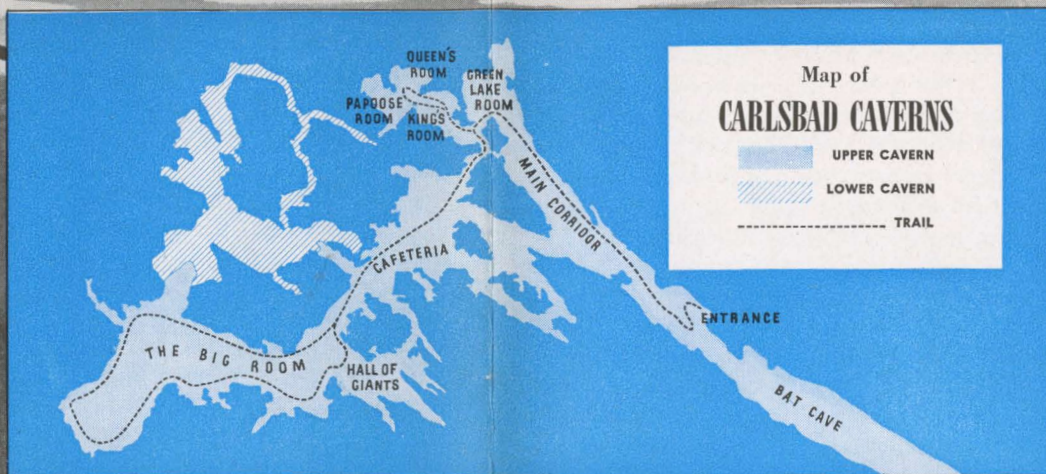 Map of
CARLSBAD CAVERNS
UPPER CAVERN
LOWER CAVERN
TRAIL
QUEEN'S
ROOM
GREEN
LAKE
ROOM
PAPOOSE
ROOM
KINGS
ROOM
MAIN CORRIDOR
CAFETERIA
ENTRANCE
THE BIG ROOM
HALL OF
GIANTS
BAT CAVE